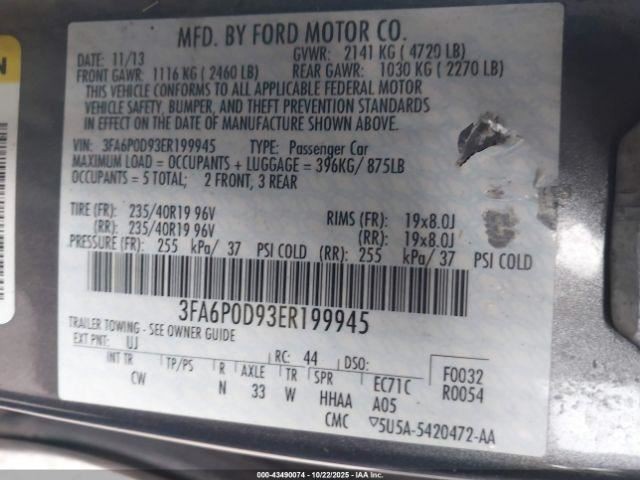 MFD. BY FORD MOTOR CO.
DATE: 11/13 GVWR: 2141 KG ( 4720 LB)
FRONT GAWR: 1116 KG ( 2460 LB) REAR GAWR: 1030 KG ( 2270 LB)
THIS VEHICLE CONFORMS TO ALL APPLICABLE FEDERAL MOTOR
VEHICLE SAFETY, BUMPER, AND THEFT PREVENTION STANDARDS
IN EFFECT ON THE DATE OF MANUFACTURE SHOWN ABOVE.
VIN: 3FA6P0D93ER199945 TYPE: Passenger Car
MAXIMUM LOAD = OCCUPANTS + LUGGAGE = 396KG/ 875LB
OCCUPANTS = 5 TOTAL; 2 FRONT, 3 REAR
TIRE (FR): 235/40R19 96V RIMS (FR): 19x8.0J
(RR): 235/40R19 96V (RR): 19x8.0J
PRESSURE (FR): 255 kPa/ 37 PSI COLD (RR): 255 kPa/ 37 PSI COLD
3FA6P0D93ER199945
TRAILER TOWING - SEE OWNER GUIDE
EXT PNT: UJ RC: 44 DSO: F0032
INT TR TP/PS R AXLE TR SPR EC71C R0054
CW N 33 W HHAA A05
CMC 5U5A-5420472-AA
000-43490074 | 10/22/2025 | IAA Inc.